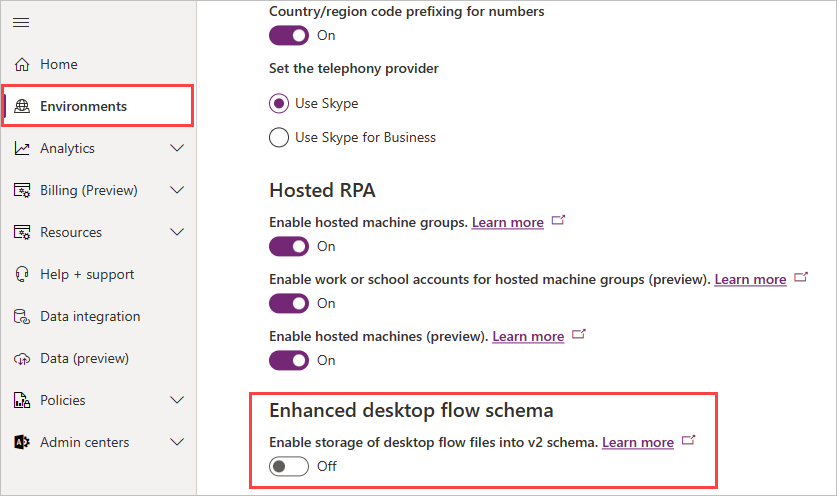 Home
Environments
Analytics
Billing (Preview)
Resources
Help + support
Data integration
Data (preview)
Policies
Admin centers
Country/region code prefixing for numbers
On
Set the telephony provider
Use Skype
Use Skype for Business
Hosted RPA
Enable hosted machine groups. Learn more
On
Enable work or school accounts for hosted machine groups (preview). Learn more
On
Enable hosted machines (preview). Learn more
On
Enhanced desktop flow schema
Enable storage of desktop flow files into v2 schema. Learn more
Off